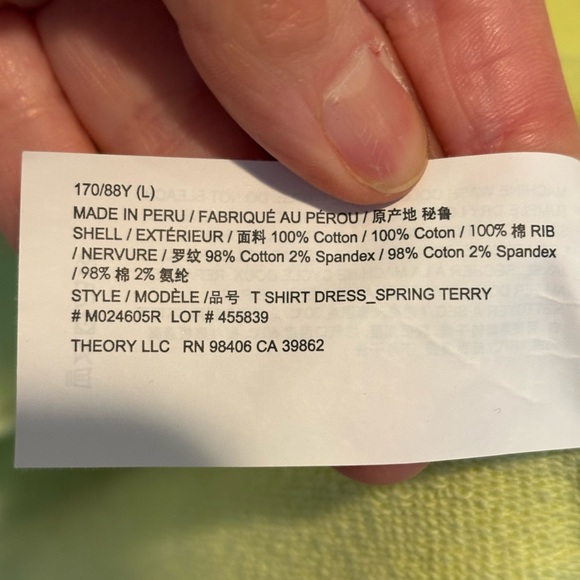 170/88Y (L)
MADE IN PERU / FABRIQUÉ AU PÉROU / 原产地 秘鲁
SHELL / EXTÉRIEUR / 面料 100% Cotton / 100% Coton / 100% 棉 RIB
/ NERVURE / 罗纹 98% Cotton 2% Spandex / 98% Coton 2% Spandex
/ 98% 棉 2% 氨纶
STYLE / MODÈLE /品号 T SHIRT DRESS_SPRING TERRY
# M024605R LOT # 455839
THEORY LLC RN 98406 CA 39862